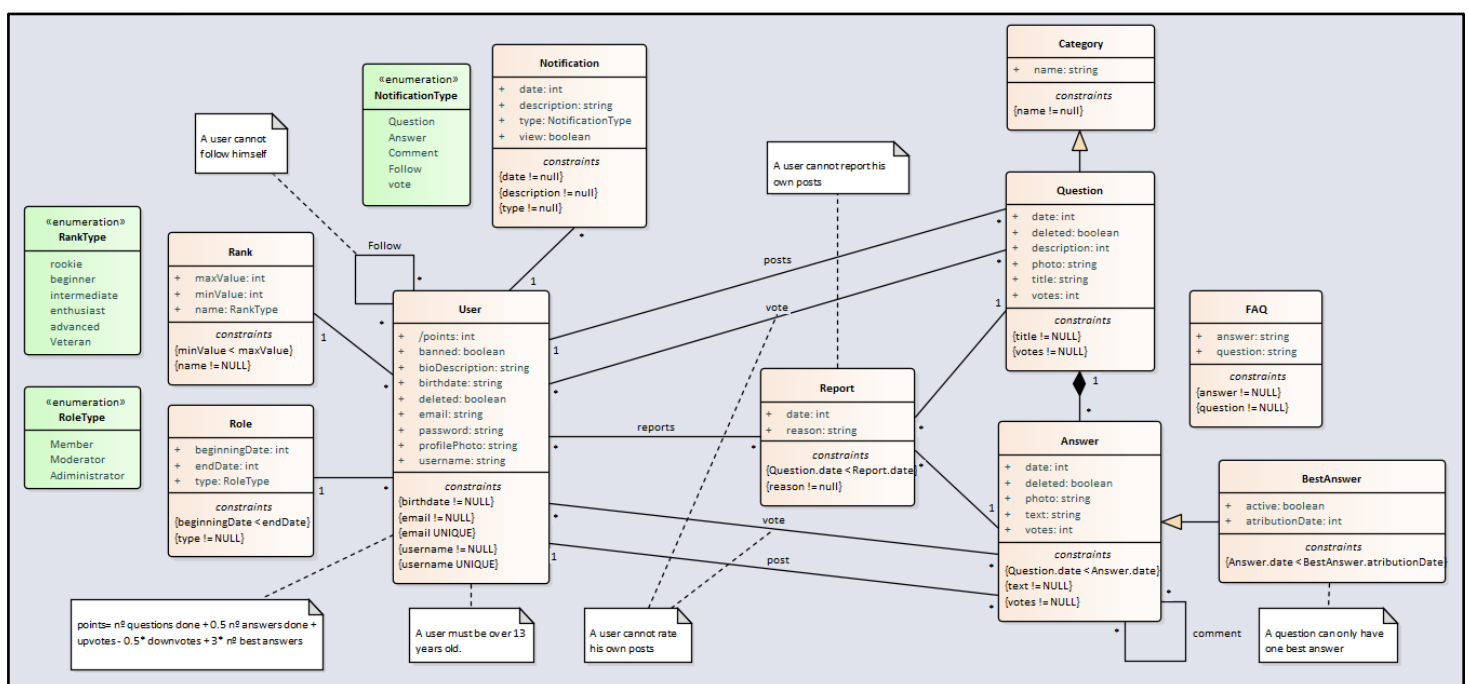 «enumeration»
NotificationType
Question
Answer
Comment
Follow
vote
Notification
+ date: int
+ description: string
+ type: NotificationType
+ view: boolean
constraints
{date != null}
{description != null}
{type != null}
Category
+ name: string
constraints
{name != null}
A user cannot
follow himself
A user cannot report his
own posts
«enumeration»
RankType
rookie
beginner
intermediate
enthusiast
advanced
Veteran
Rank
+ maxValue: int
+ minValue: int
+ name: RankType
constraints
{minValue < maxValue}
{name != NULL}
Follow
*
*
*
1
User
+ /points: int
+ banned: boolean
+ bioDescription: string
+ birthdate: string
+ deleted: boolean
+ email: string
+ password: string
+ profilePhoto: string
+ username: string
constraints
{birthdate != NULL}
{email != NULL}
{email UNIQUE}
{username != NULL}
{username UNIQUE}
1
*
posts
*
1
vote
*
*
Question
+ date: int
+ deleted: boolean
+ description: int
+ photo: string
+ title: string
+ votes: int
constraints
{title != NULL}
{votes != NULL}
FAQ
+ answer: string
+ question: string
constraints
{answer != NULL}
{question != NULL}
«enumeration»
RoleType
Member
Moderator
Adiministrator
Role
+ beginningDate: int
+ endDate: int
+ type: RoleType
constraints
{beginningDate < endDate}
{type != NULL}
1
*
reports
*
*
Report
+ date: int
+ reason: string
constraints
{Question.date < Report.date}
{reason != null}
1
*
*
1
1
*
Answer
+ date: int
+ deleted: boolean
+ photo: string
+ text: string
+ votes: int
constraints
{Question.date < Answer.date}
{text != NULL}
{votes != NULL}
BestAnswer
+ active: boolean
+ atributionDate: int
constraints
{Answer.date < BestAnswer.atributionDate}
vote
*
*
post
1
*
*
*
comment
points= nº questions done + 0.5 nº answers done +
upvotes - 0.5* downvotes + 3* nº best answers
A user must be over 13
years old.
A user cannot rate
his own posts
A question can only have
one best answer